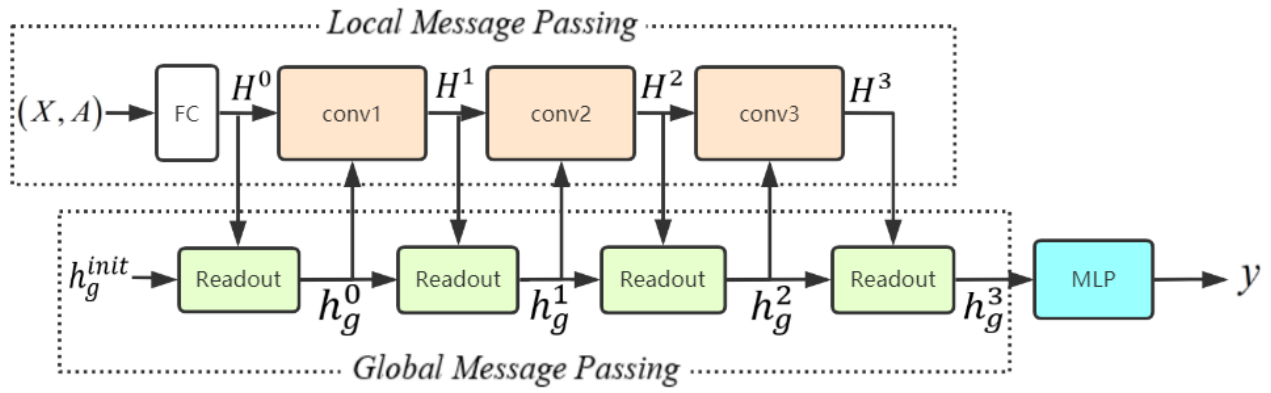 Local Message Passing
(X, A) FC H^0 conv1 H^1 conv2 H^2 conv3 H^3
h_g^{init} Readout h_g^0 Readout h_g^1 Readout h_g^2 Readout h_g^3 MLP y
Global Message Passing